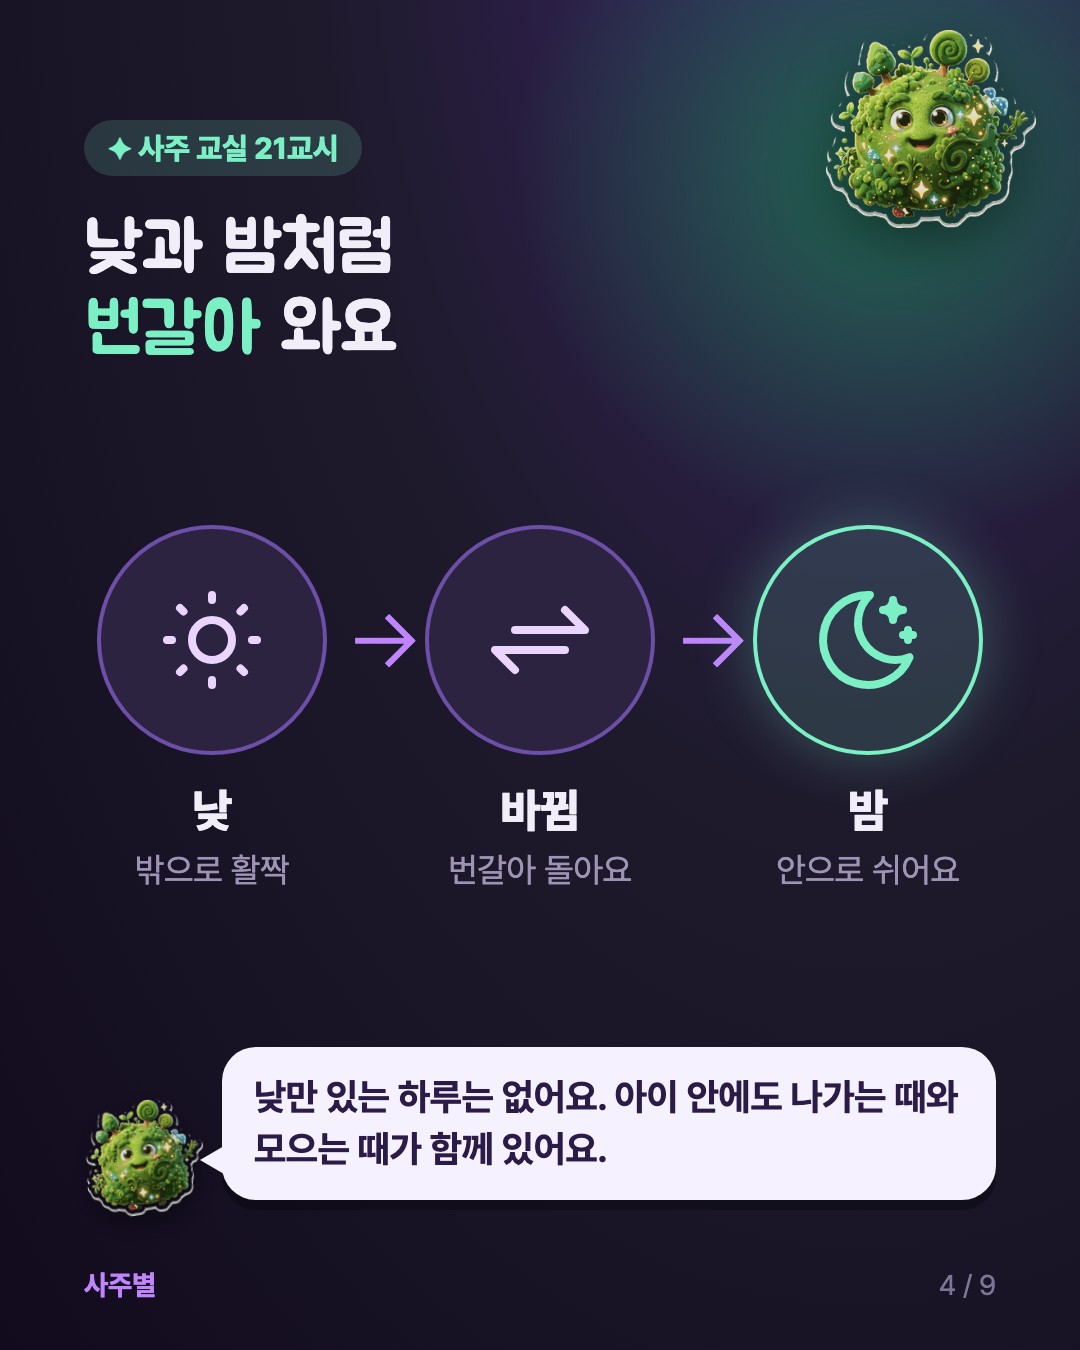 사주 교실 21교시
낮과 밤처럼
번갈아 와요
낮
밖으로 활짝
바뀜
번갈아 돌아요
밤
안으로 쉬어요
낮만 있는 하루는 없어요. 아이 안에도 나가는 때와
모으는 때가 함께 있어요.
사주별
4 / 9